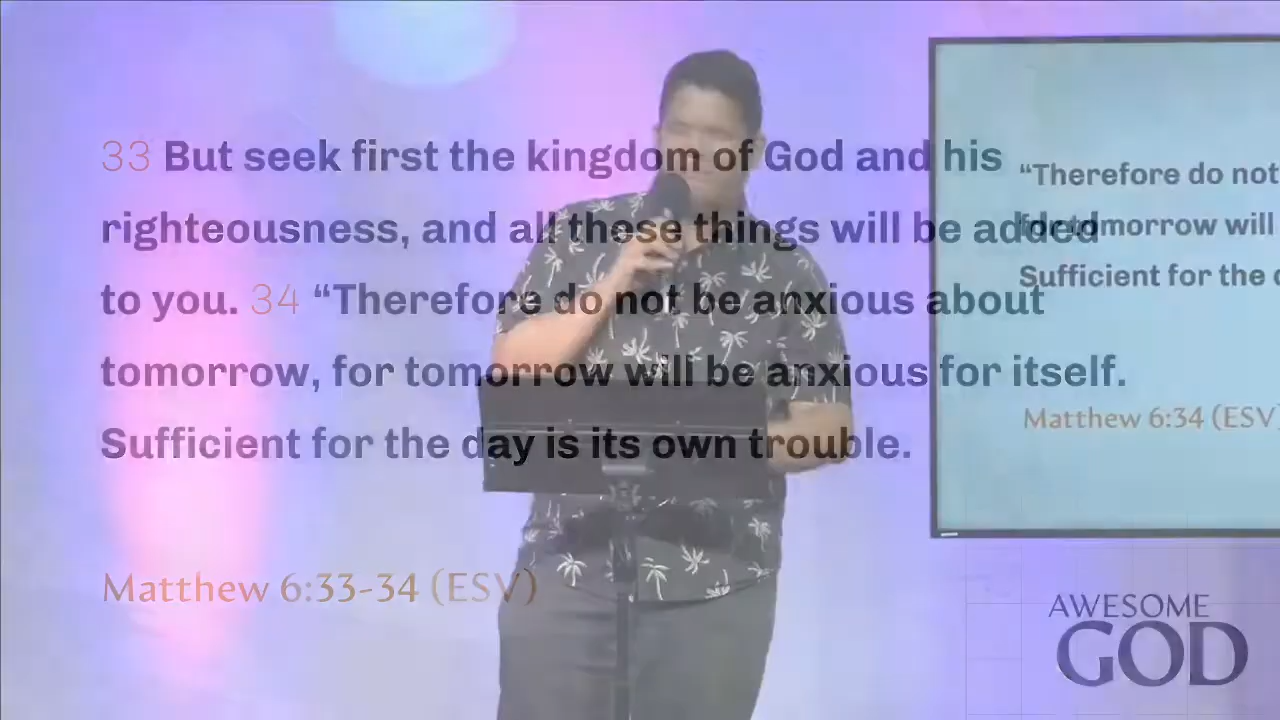 33 But seek first the kingdom of God and his
righteousness, and all these things will be added
to you. 34 “Therefore do not be anxious about
tomorrow, for tomorrow will be anxious for itself.
Sufficient for the day is its own trouble.
Matthew 6:33-34 (ESV)
“Therefore do not
for tomorrow will
Sufficient for the
Matthew 6:34 (ESV)
AWESOME
GOD